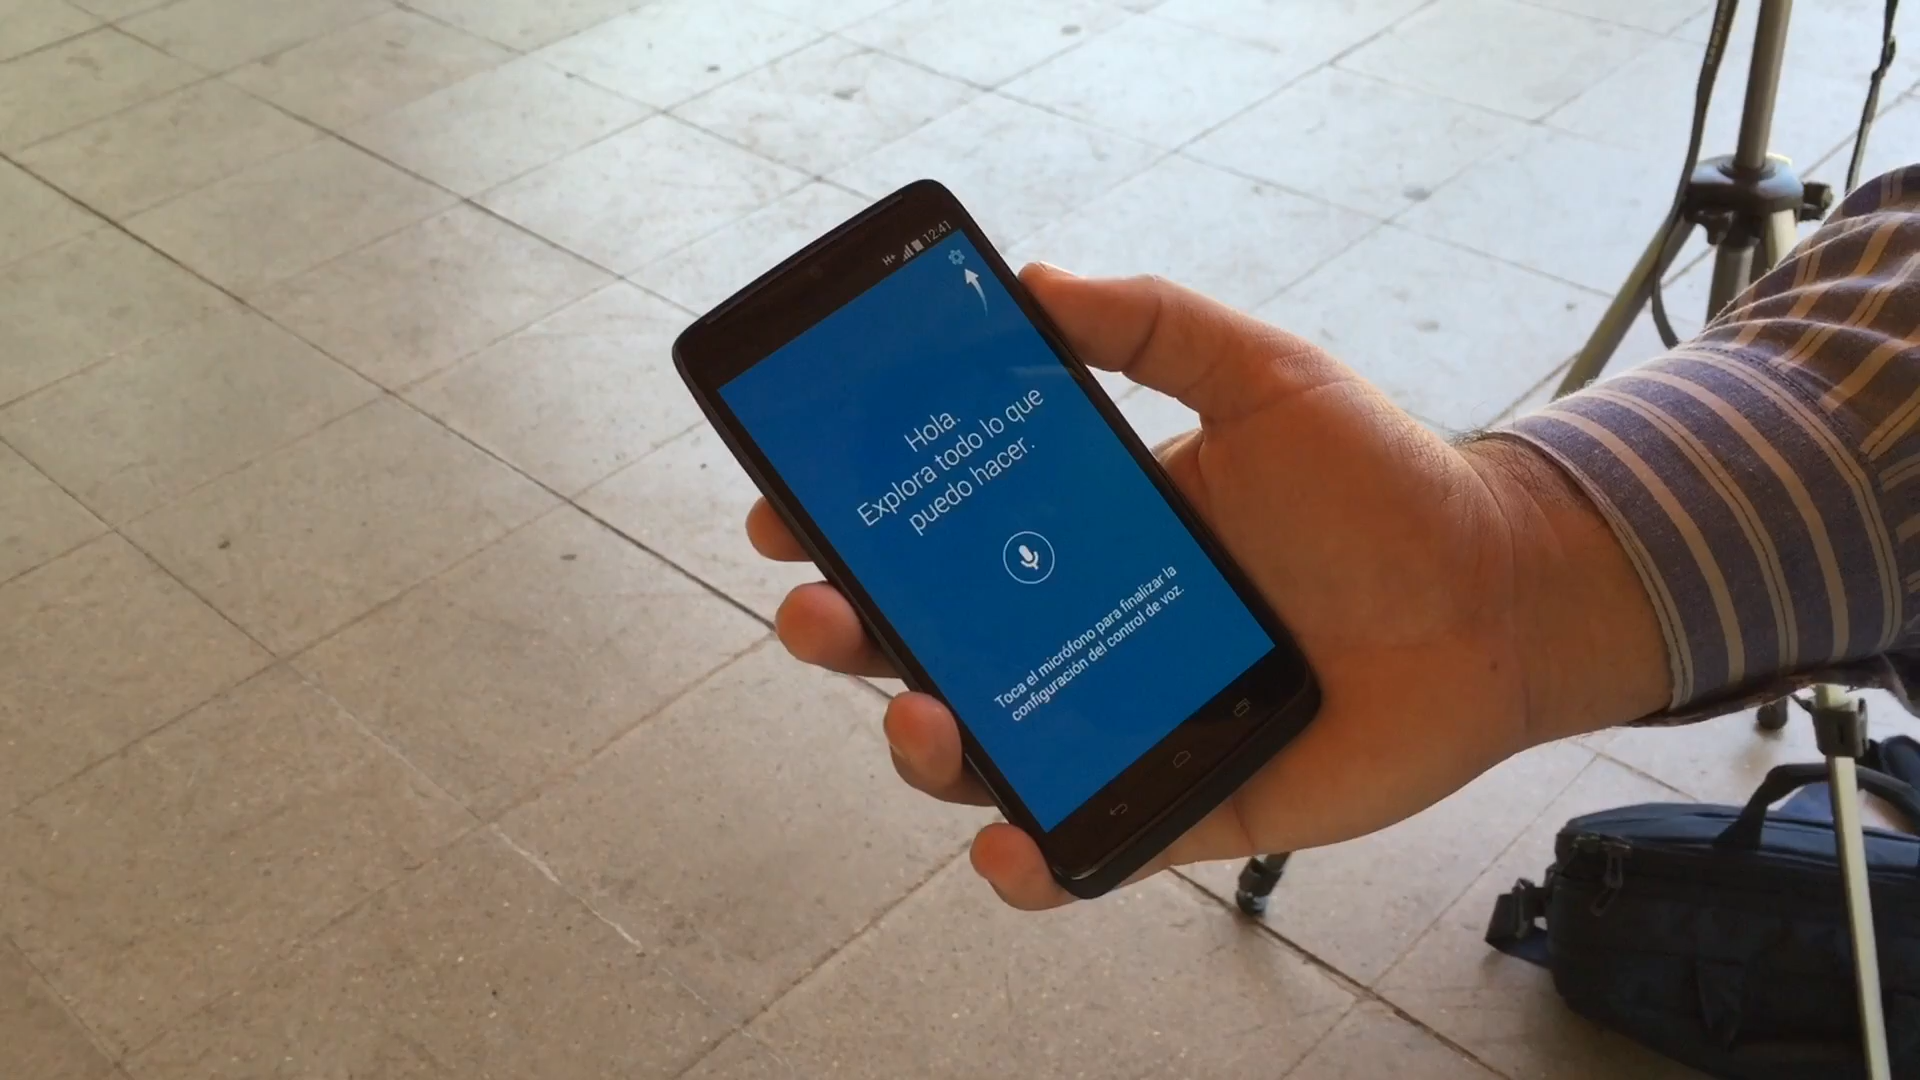 H+ 12:41
Hola.
Explora todo lo que
puedo hacer.
Toca el micrófono para finalizar la
configuración del control de voz.